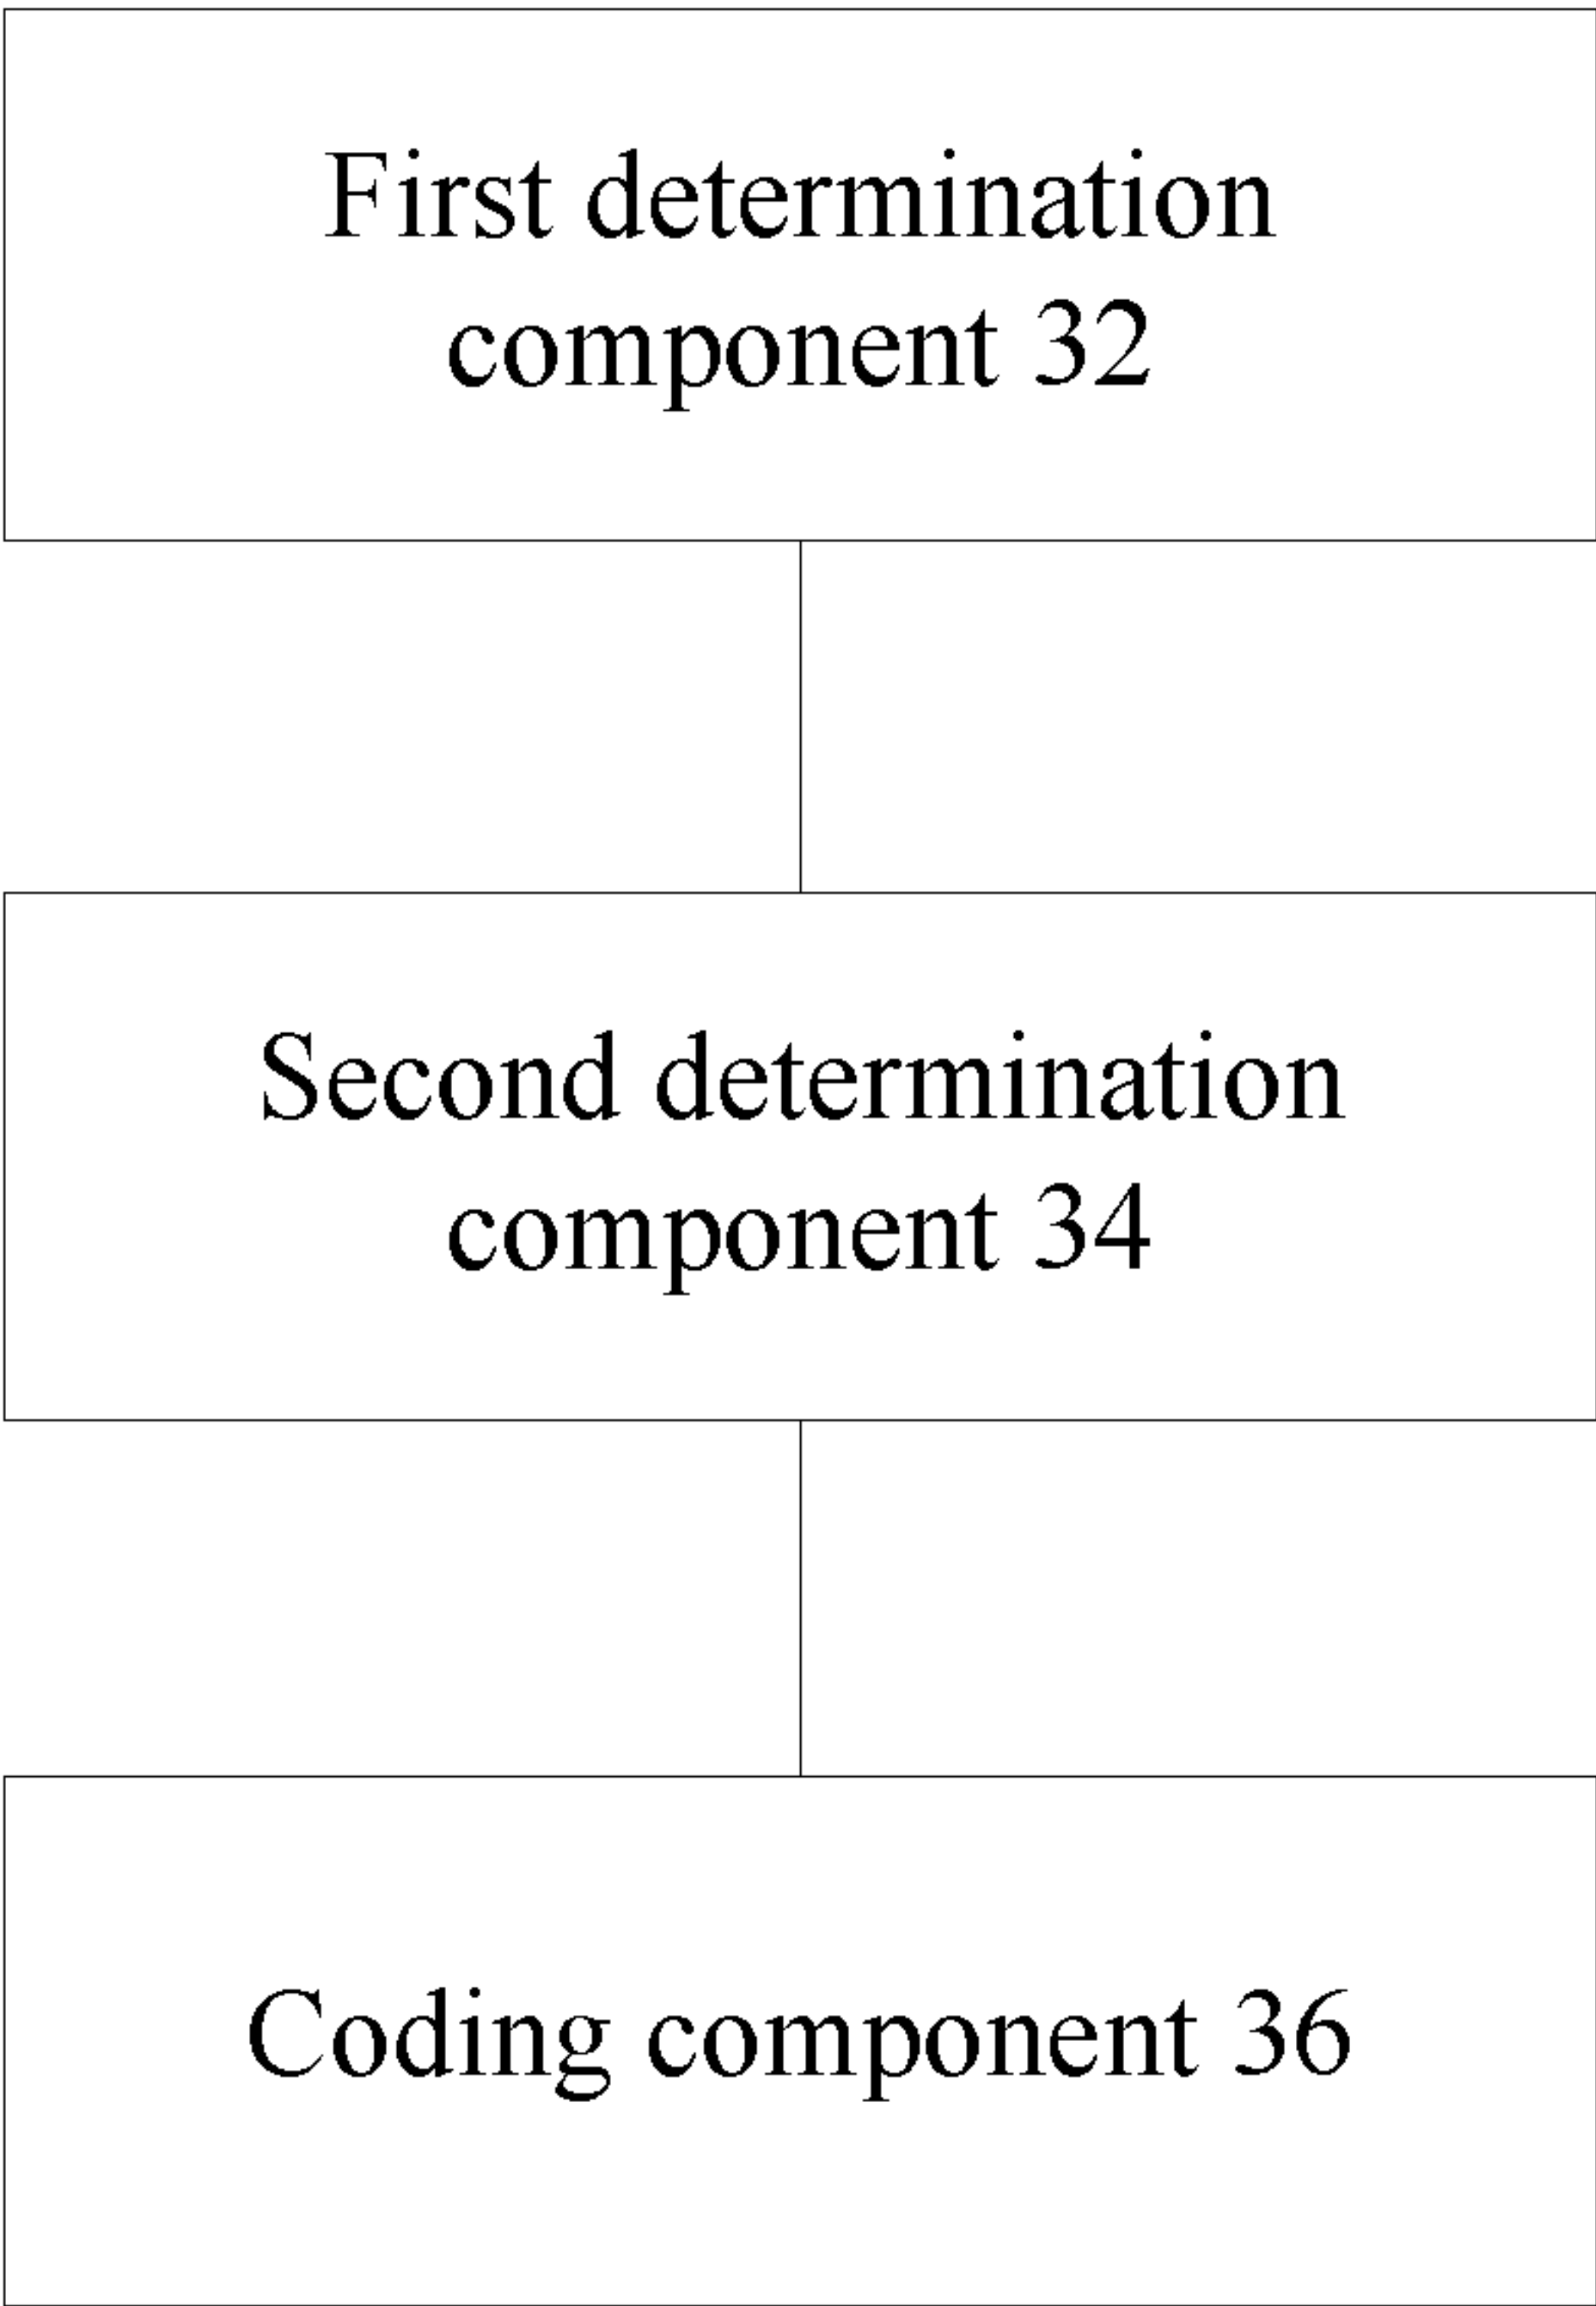 First determination
component 32
Second determination
component 34
Coding component 36